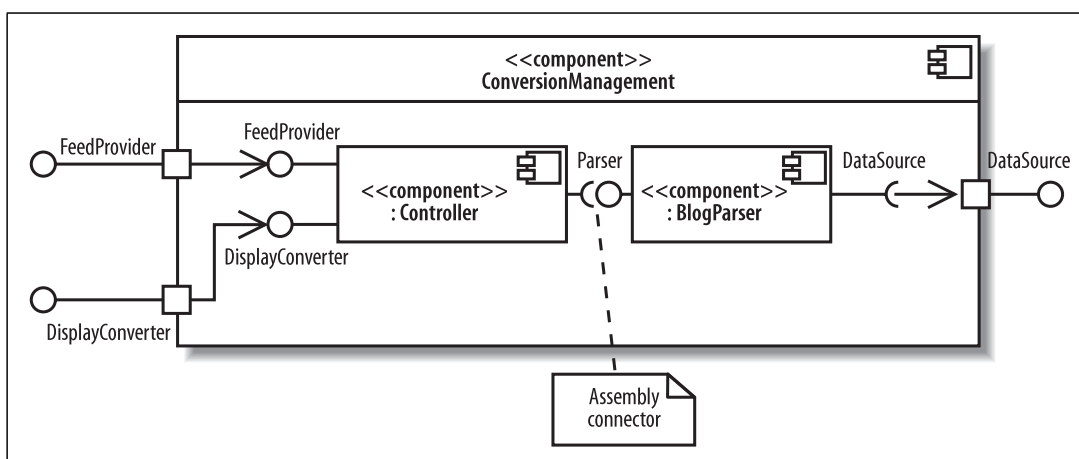 <<component>>
ConversionManagement
FeedProvider
FeedProvider
Parser
DataSource
DataSource
<<component>>
: Controller
<<component>>
: BlogParser
DisplayConverter
DisplayConverter
Assembly
connector